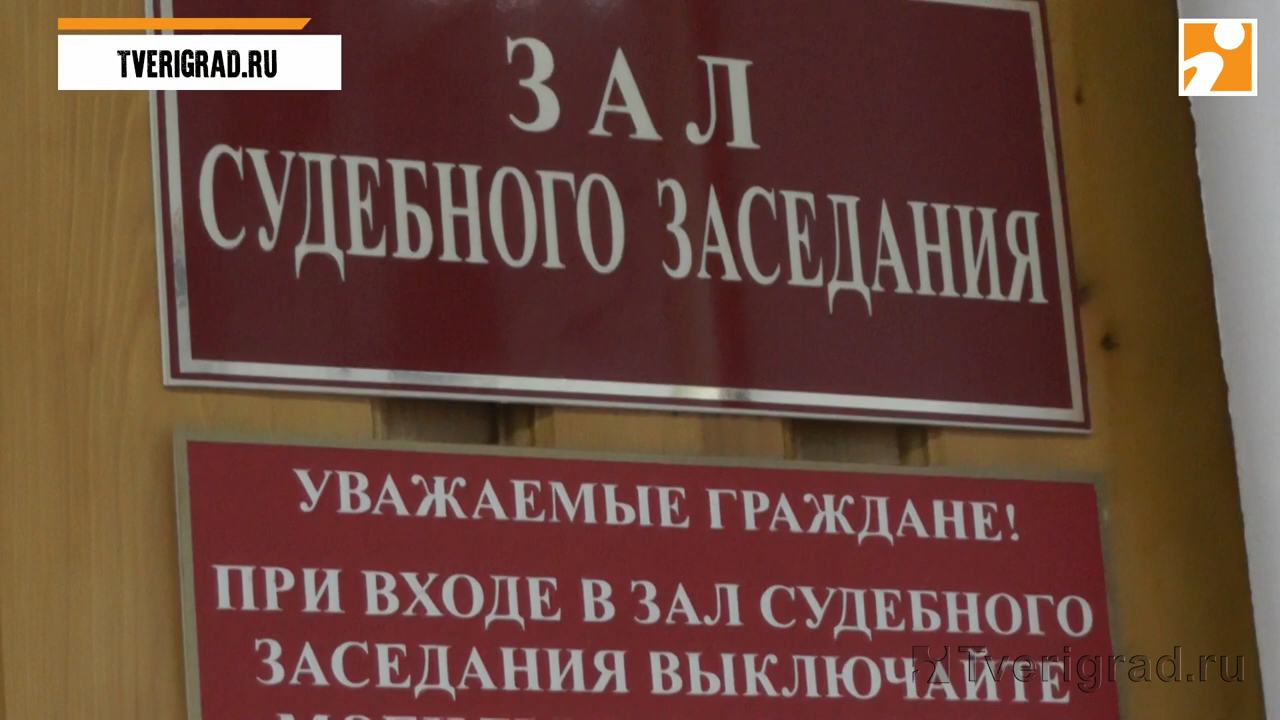 TVERIGRAD.RU
ЗАЛ
СУДЕБНОГО ЗАСЕДАНИЯ
УВАЖАЕМЫЕ ГРАЖДАНЕ!
ПРИ ВХОДЕ В ЗАЛ СУДЕБНОГО
ЗАСЕДАНИЯ ВЫКЛЮЧАЙТЕ
Tverigrad.ru